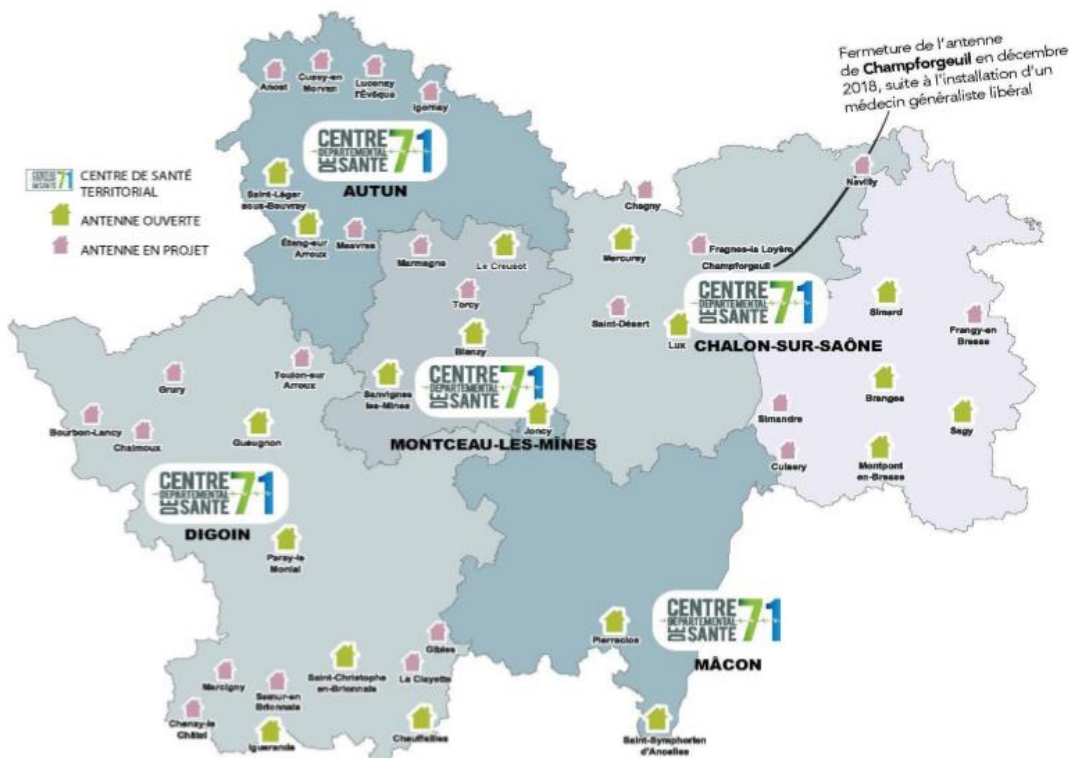 Fermeture de l'antenne
de Champforgeuil en décembre
2018, suite à l'installation d'un
médecin généraliste libéral
71 CENTRE DE SANTÉ
TERRITORIAL
ANTENNE OUVERTE
ANTENNE EN PROJET
Anost
Cussy-en
Morvan
Lucenay
l'Évêque
Igornay
CENTRE
DÉPARTEMENTAL
DE SANTÉ 71
AUTUN
Saint-Léger
sous-Beuvray
Étang-sur
Arroux
Mesvres
Marmagne
Le Creusot
Torcy
Blanzy
Sanvignes
les-Mines
CENTRE
DÉPARTEMENTAL
DE SANTÉ 71
Joncy
MONTCEAU-LES-MÎNES
Chagny
Navilly
Mercurey
Fragnes-la Loyère
Champforgeuil
CENTRE
DÉPARTEMENTAL
DE SANTÉ 71
Saint-Désert
Lux
CHALON-SUR-SAÔNE
Simard
Frangy-en
Bresse
Branges
Simandre
Sagy
Cuisery
Montpont
en-Bresse
Grury
Toulon-sur
Arroux
Bourbon-Lancy
Chalmoux
Gueugnon
CENTRE
DÉPARTEMENTAL
DE SANTÉ 71
DIGOIN
Paray-le
Monial
Gibles
Marcigny
Semur-en
Brionnais
Saint-Christophe
en-Brionnais
La Clayette
Chenay-le
Châtel
Iguerande
Chauffailles
Pierreclos
CENTRE
DÉPARTEMENTAL
DE SANTÉ 71
MÂCON
Saint-Symphorien
d'Ancelles